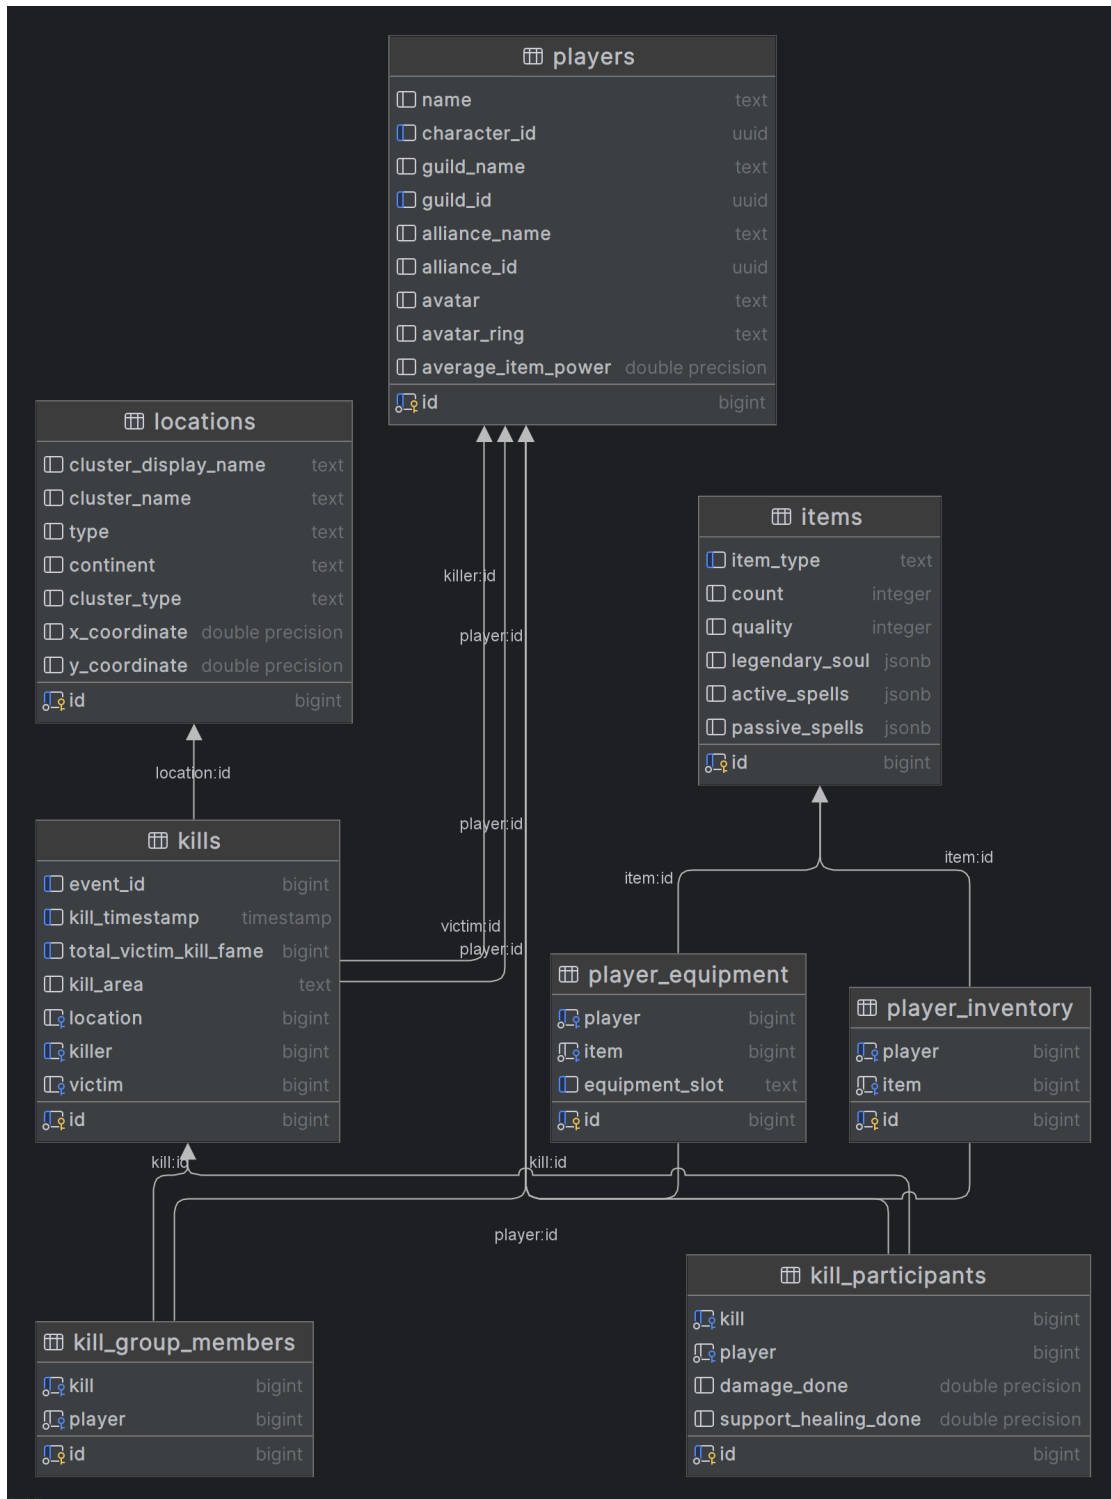 players
name text
character_id uuid
guild_name text
guild_id uuid
alliance_name text
alliance_id uuid
avatar text
avatar_ring text
average_item_power double precision
id bigint
locations
cluster_display_name text
cluster_name text
type text
continent text
cluster_type text
x_coordinate double precision
y_coordinate double precision
id bigint
items
item_type text
count integer
quality integer
legendary_soul jsonb
active_spells jsonb
passive_spells jsonb
id bigint
killer:id
player:id
location:id
player:id
kills
event_id bigint
kill_timestamp timestamp
total_victim_kill_fame bigint
kill_area text
location bigint
killer bigint
victim bigint
id bigint
victim:id
player:id
item:id
item:id
player_equipment
player bigint
item bigint
equipment_slot text
id bigint
player_inventory
player bigint
item bigint
id bigint
kill:id
kill:id
player:id
kill_group_members
kill bigint
player bigint
id bigint
kill_participants
kill bigint
player bigint
damage_done double precision
support_healing_done double precision
id bigint